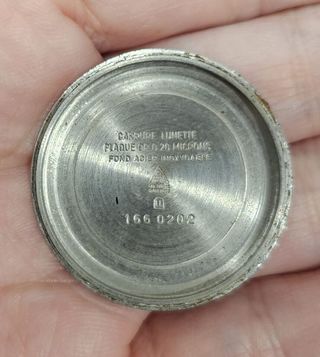 CARRURE LUNETTE
PLAQUE OR G 20 MICRONS
FOND ACIER INOXYDABLE
166 0202